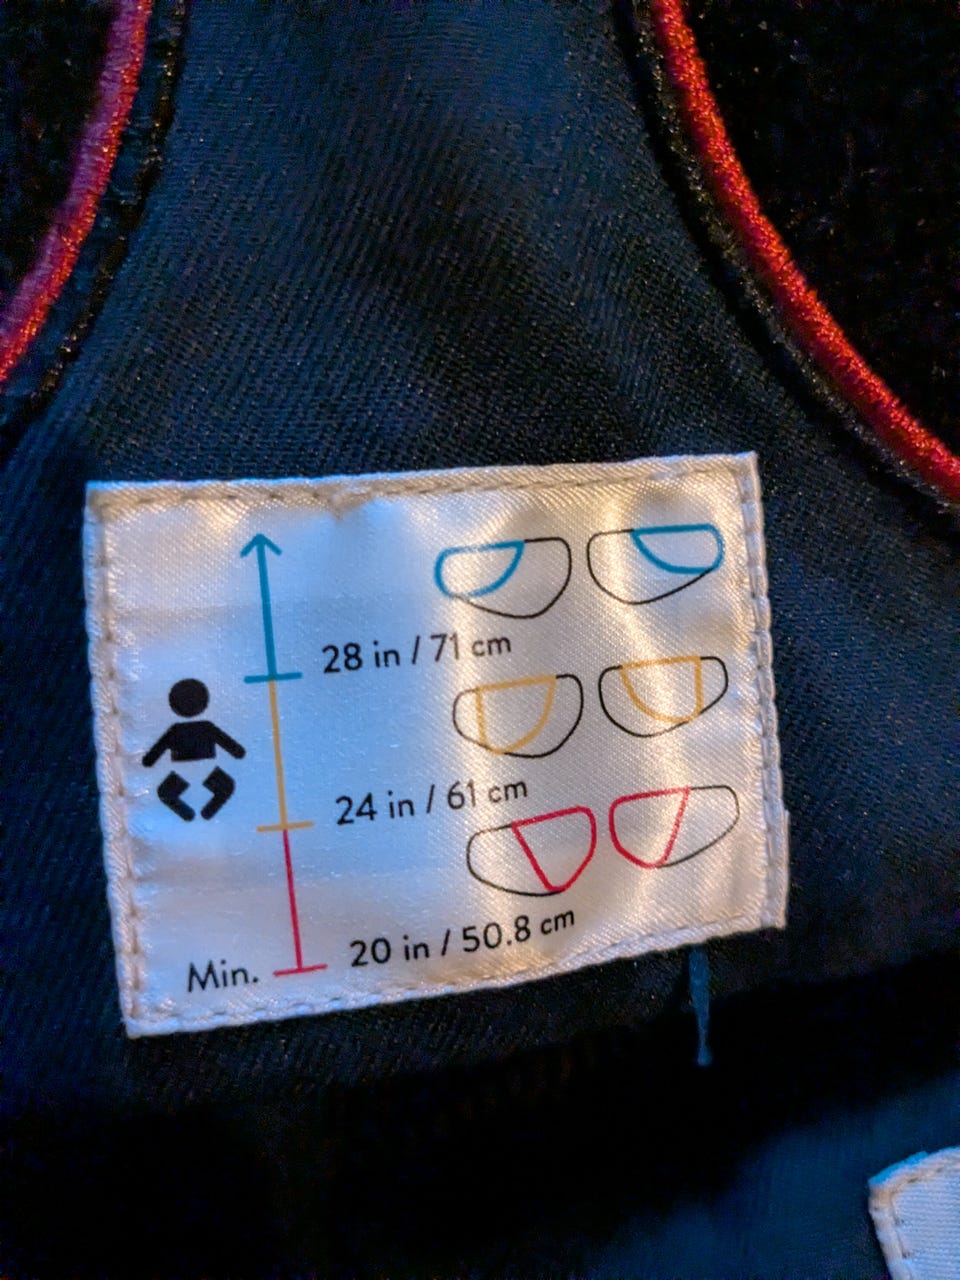 28 in / 71 cm
24 in / 61 cm
20 in / 50.8 cm
Min.